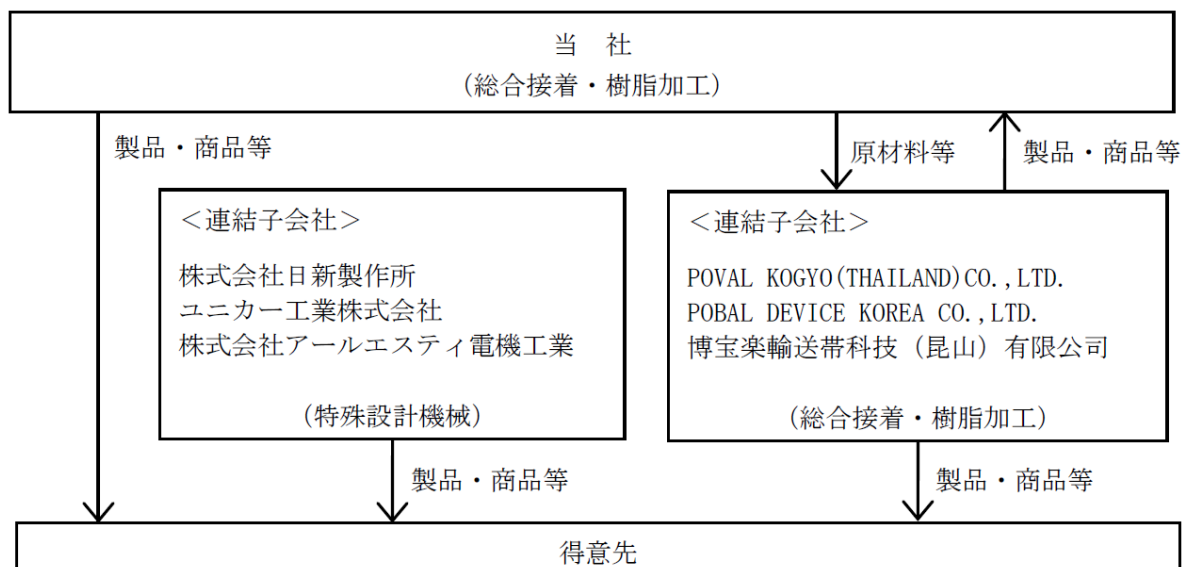 当　社
(総合接着・樹脂加工)
製品・商品等
原材料等
製品・商品等
＜連結子会社＞
株式会社日新製作所
ユニカー工業株式会社
株式会社アールエスティ電機工業
(特殊設計機械)
＜連結子会社＞
POVAL KOGYO(THAILAND)CO.,LTD.
POBAL DEVICE KOREA CO.,LTD.
博宝楽輸送帯科技（昆山）有限公司
(総合接着・樹脂加工)
製品・商品等
製品・商品等
得意先